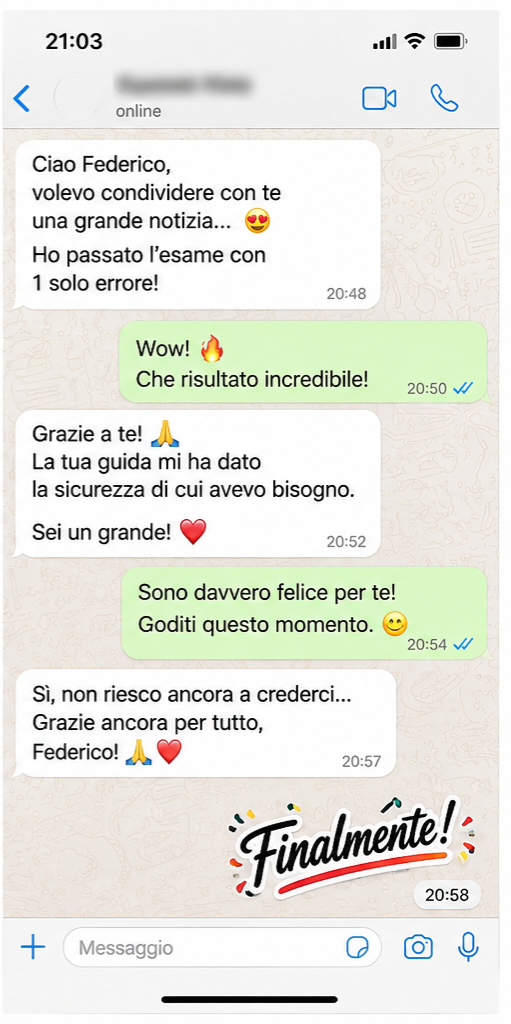 21:03
online
Ciao Federico,
volevo condividere con te
una grande notizia... 😍
Ho passato l'esame con
1 solo errore!
20:48
Wow! 🔥
Che risultato incredibile!
20:50
Grazie a te! 🙏
La tua guida mi ha dato
la sicurezza di cui avevo bisogno.
Sei un grande! ❤️
20:52
Sono davvero felice per te!
Goditi questo momento. 😊
20:54
Sì, non riesco ancora a crederci...
Grazie ancora per tutto,
Federico! 🙏❤️
20:57
Finalmente!
20:58
Messaggio